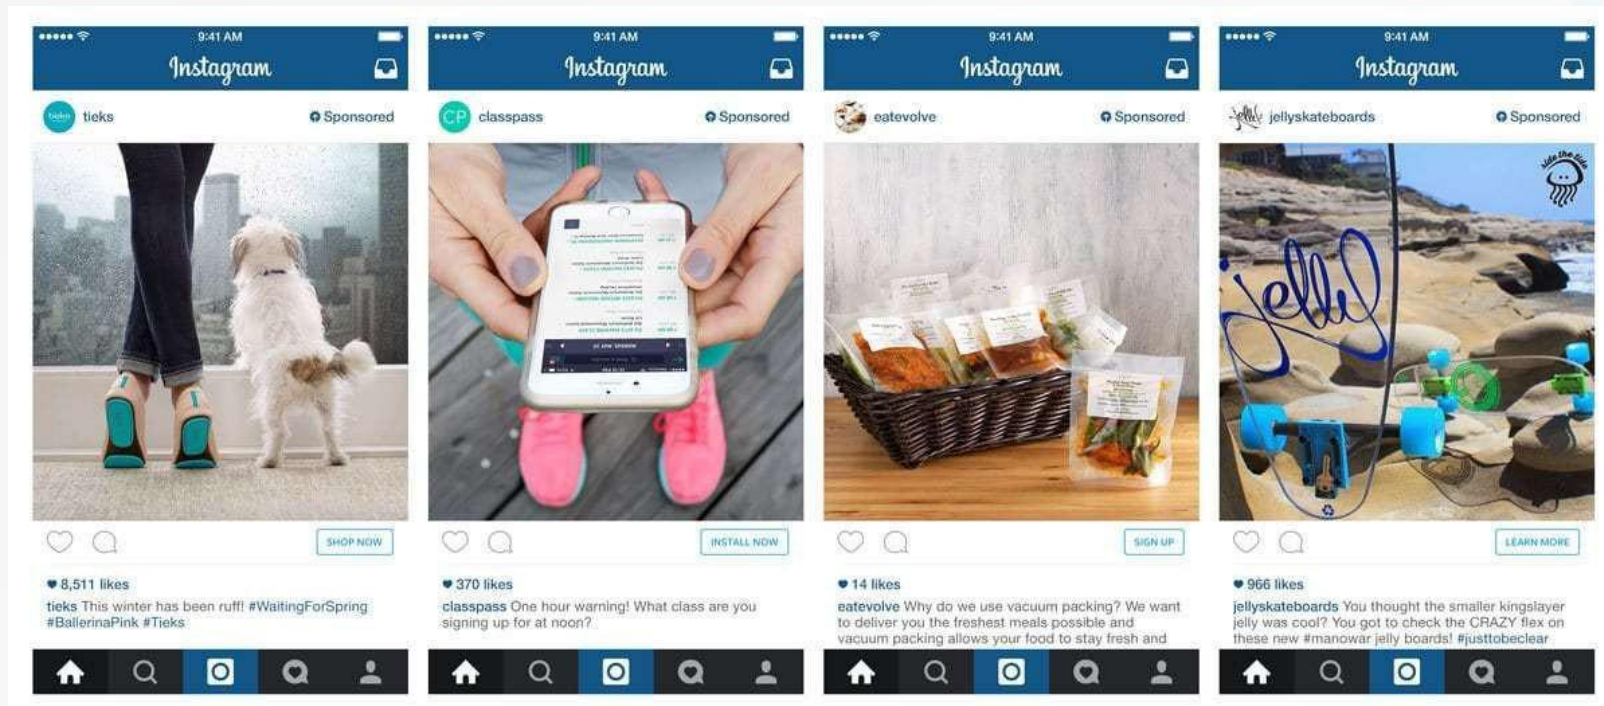 9:41 AM
Instagram
tieks
Sponsored
SHOP NOW
8,511 likes
tieks This winter has been ruff! #WaitingForSpring
#BallerinaPink #Tieks
9:41 AM
Instagram
CP
classpass
Sponsored
INSTALL NOW
370 likes
classpass One hour warning! What class are you
signing up for at noon?
9:41 AM
Instagram
eatevolve
Sponsored
SIGN UP
14 likes
eatevolve Why do we use vacuum packing? We want
to deliver you the freshest meals possible and
vacuum packing allows your food to stay fresh and
9:41 AM
Instagram
jelly
jellyskateboards
Sponsored
ride the tide
jelly
LEARN MORE
966 likes
jellyskateboards You thought the smaller kingslayer
jelly was cool? You got to check the CRAZY flex on
these new #manowar jelly boards! #justtobeclear